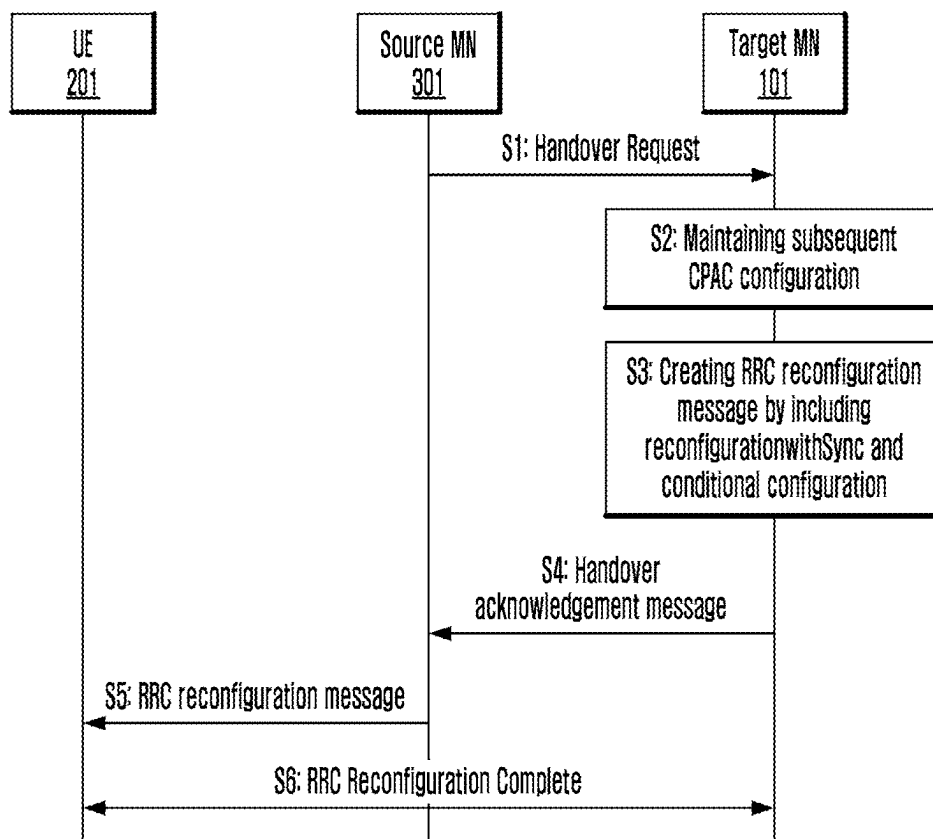 UE
201
Source MN
301
Target MN
101
S1: Handover Request
S2: Maintaining subsequent
CPAC configuration
S3: Creating RRC reconfiguration
message by including
reconfigurationwithSync and
conditional configuration
S4: Handover
acknowledgement message
S5: RRC reconfiguration message
S6: RRC Reconfiguration Complete